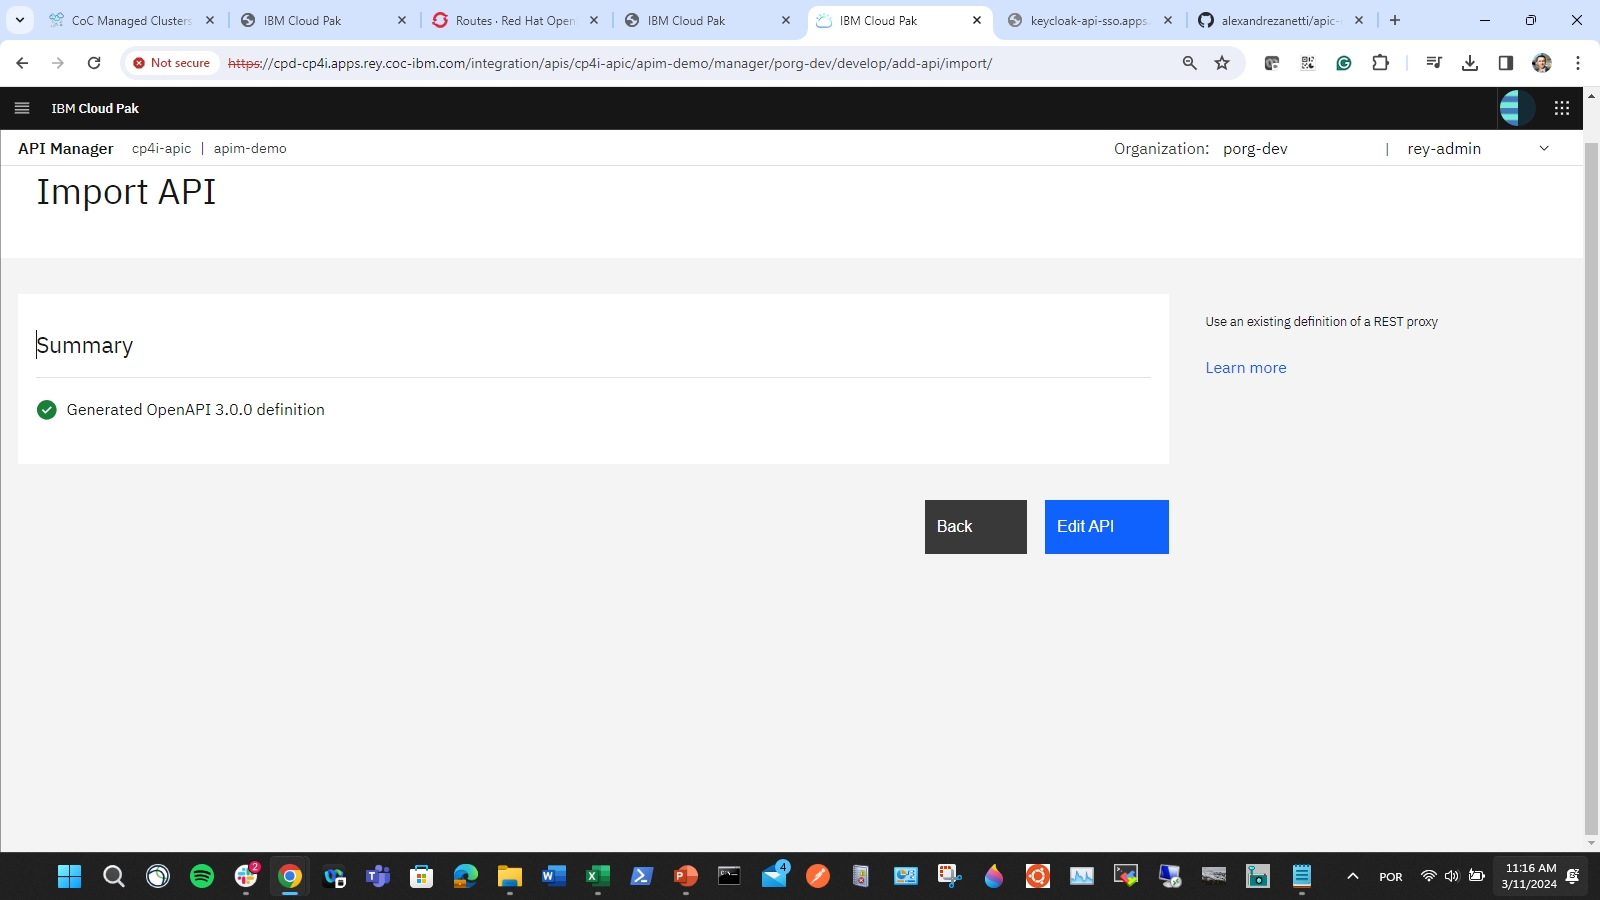 CoC Managed Clusters
IBM Cloud Pak
Routes · Red Hat Open
IBM Cloud Pak
IBM Cloud Pak
keycloak-api-sso.apps.
alexandrezanetti/apic-
Not secure
https://cpd-cp4i.apps.rey.coc-ibm.com/integration/apis/cp4i-apic/apim-demo/manager/porg-dev/develop/add-api/import/
IBM Cloud Pak
API Manager cp4i-apic | apim-demo
Organization: porg-dev | rey-admin
Import API
Summary
Generated OpenAPI 3.0.0 definition
Use an existing definition of a REST proxy
Learn more
Back
Edit API
2
4
POR
11:16 AM
3/11/2024